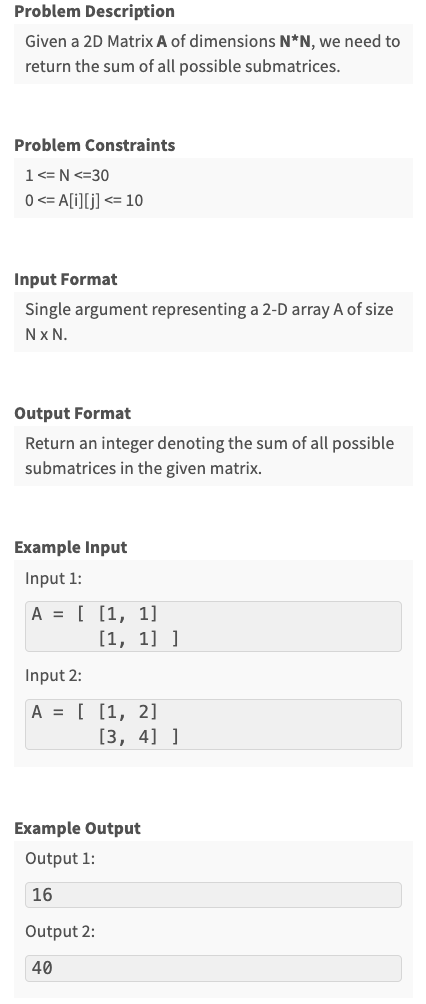 Problem Description
Given a 2D Matrix A of dimensions N*N, we need to
return the sum of all possible submatrices.
Problem Constraints
1 <= N <=30
0 <= A[i][j] <= 10
Input Format
Single argument representing a 2-D array A of size
N x N.
Output Format
Return an integer denoting the sum of all possible
submatrices in the given matrix.
Example Input
Input 1:
A = [ [1, 1]
      [1, 1] ]
Input 2:
A = [ [1, 2]
      [3, 4] ]
Example Output
Output 1:
16
Output 2:
40